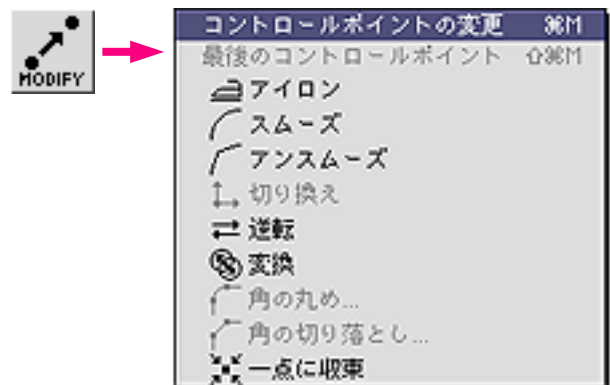 MODIFY
コントロールポイントの変更 ⌘M
最後のコントロールポイント ⇧⌘M
アイロン
スムーズ
アンスムーズ
切り換え
逆転
変換
角の丸め...
角の切り落とし...
一点に収束